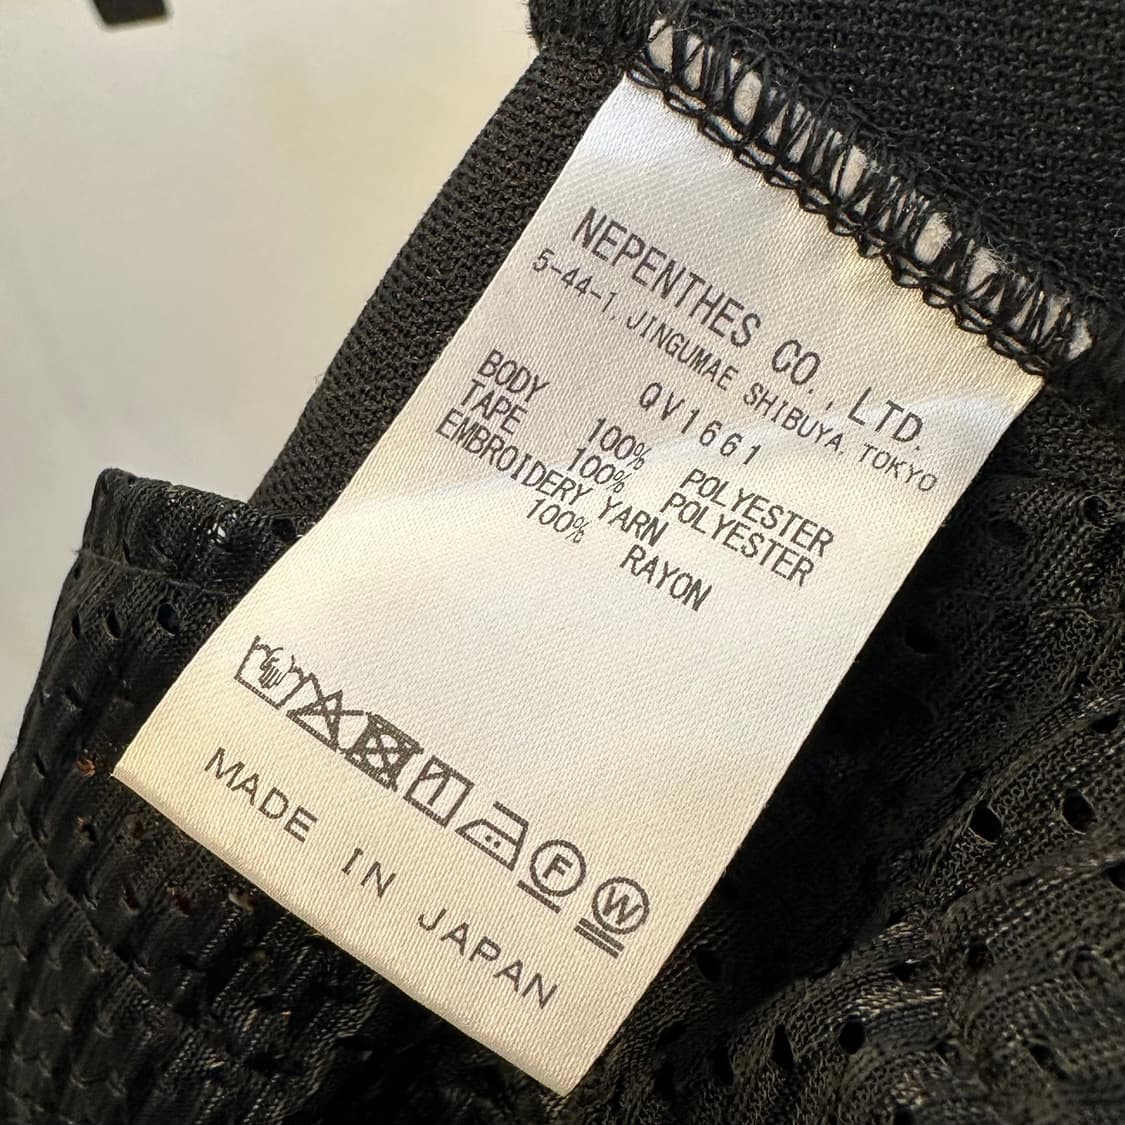 NEPENTHES CO., LTD.
5-44-1, JINGUMAE SHIBUYA, TOKYO
QV1661
BODY 100% POLYESTER
TAPE 100% POLYESTER
EMBROIDERY YARN
100% RAYON
F W
MADE IN JAPAN